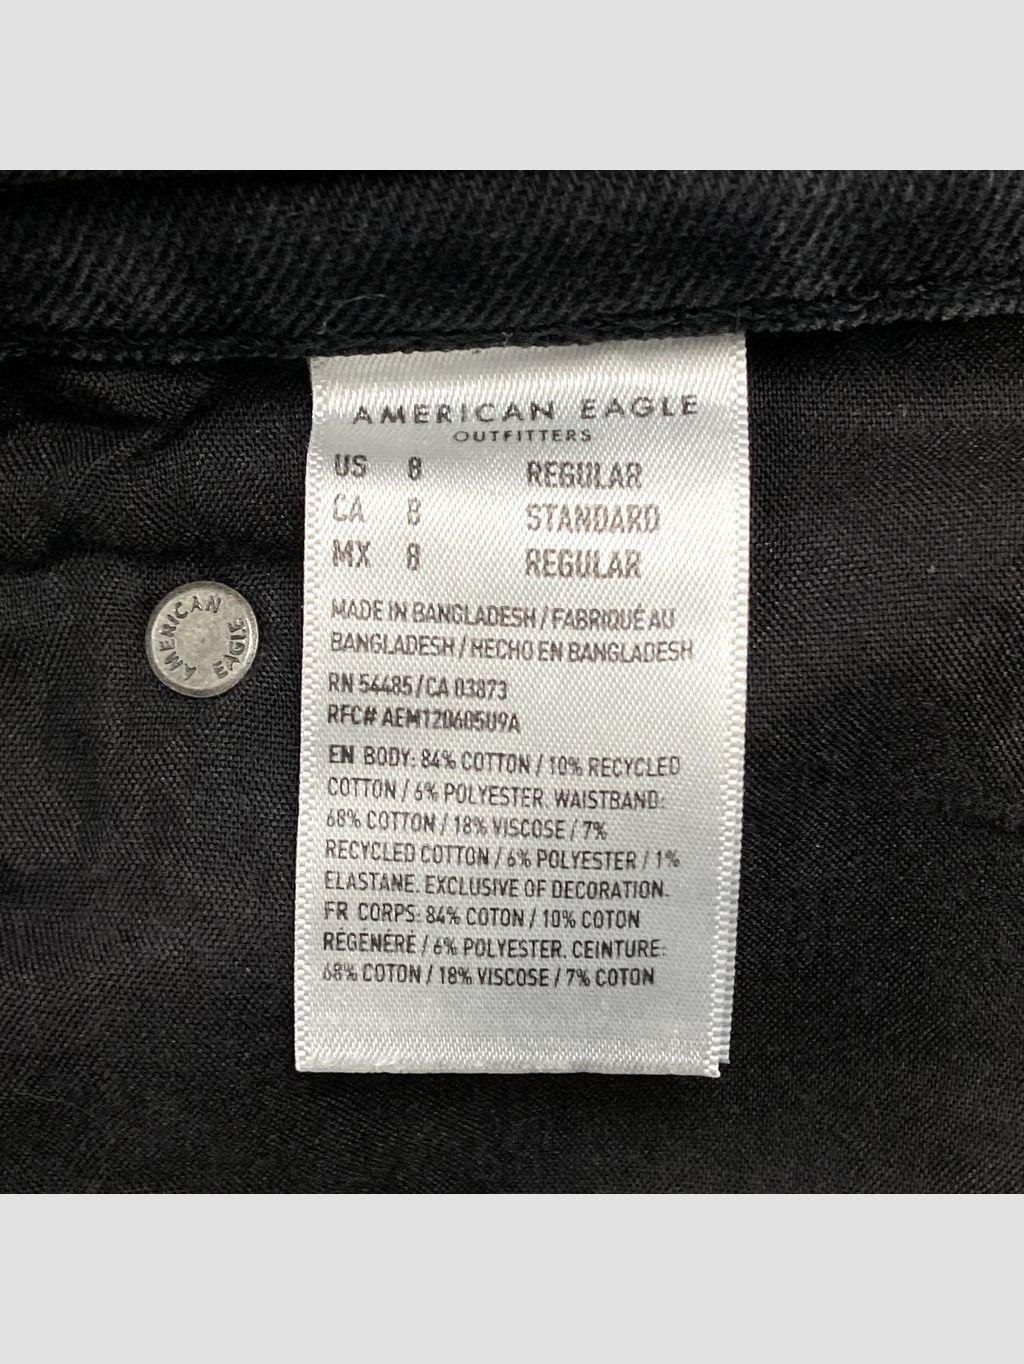 AMERICAN EAGLE
OUTFITTERS
US 8 REGULAR
CA 8 STANDARD
MX 8 REGULAR
MADE IN BANGLADESH / FABRIQUÉ AU
BANGLADESH / HECHO EN BANGLADESH
RN 54485 / CA 03873
RFC# AEM120605U9A
EN BODY: 84% COTTON / 10% RECYCLED
COTTON / 6% POLYESTER. WAISTBAND:
68% COTTON / 18% VISCOSE / 7%
RECYCLED COTTON / 6% POLYESTER / 1%
ELASTANE. EXCLUSIVE OF DECORATION.
FR CORPS: 84% COTON / 10% COTON
RÉGÉNÉRÉ / 6% POLYESTER. CEINTURE:
68% COTON / 18% VISCOSE / 7% COTON
AMERICAN EAGLE